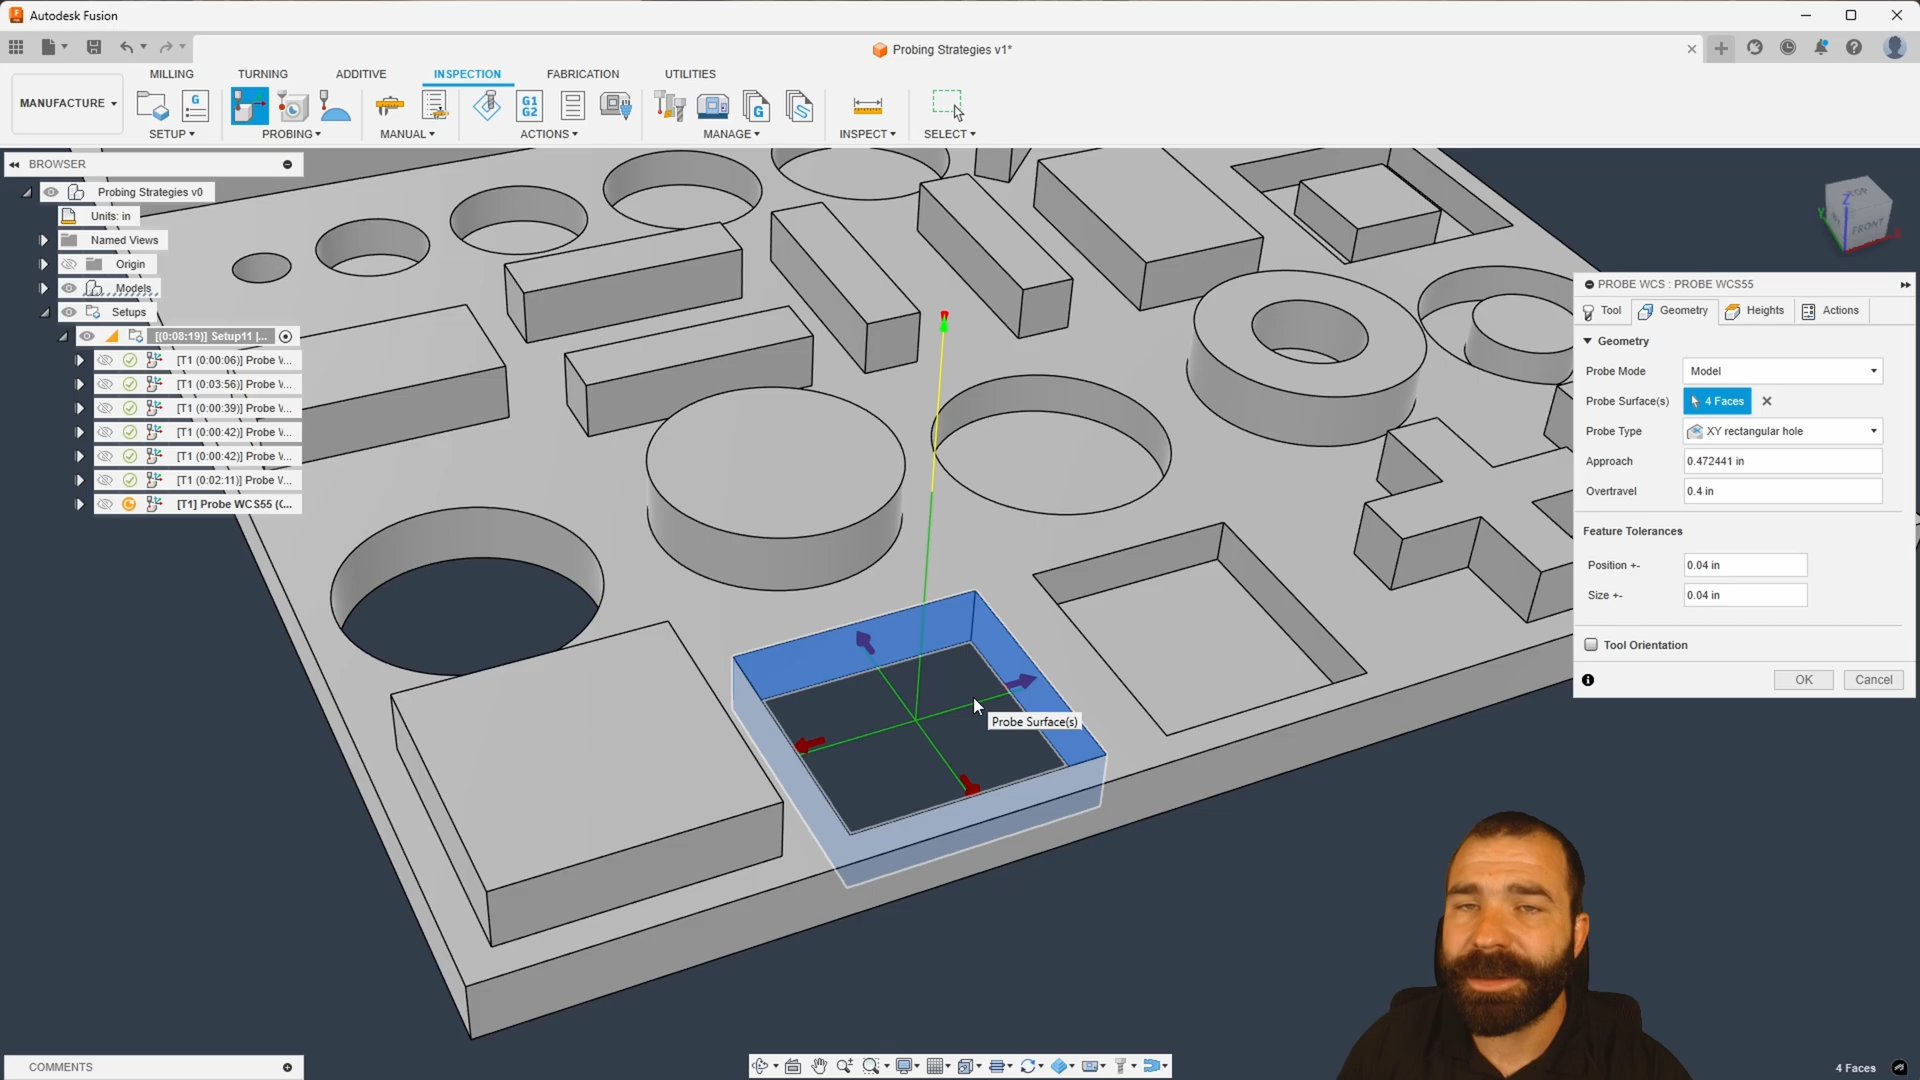 Autodesk Fusion
Probing Strategies v1*
MILLING TURNING ADDITIVE INSPECTION FABRICATION UTILITIES
MANUFACTURE
SETUP PROBING MANUAL ACTIONS MANAGE INSPECT SELECT
G
G1
G2
G
BROWSER
Probing Strategies v0
Units: in
Named Views
Origin
Models
Setups
[(0:08:19)] Setup11 |...
[T1 (0:00:06)] Probe V...
[T1 (0:03:56)] Probe V...
[T1 (0:00:39)] Probe V...
[T1 (0:00:42)] Probe V...
[T1 (0:00:42)] Probe V...
[T1 (0:02:11)] Probe V...
[T1] Probe WCS55 (C...
TOP
FRONT
Z
Y
PROBE WCS : PROBE WCS55
Tool Geometry Heights Actions
Geometry
Probe Mode Model
Probe Surface(s) 4 Faces
Probe Type XY rectangular hole
Approach 0.472441 in
Overtravel 0.4 in
Feature Tolerances
Position +- 0.04 in
Size +- 0.04 in
Tool Orientation
OK Cancel
Probe Surface(s)
COMMENTS
4 Faces